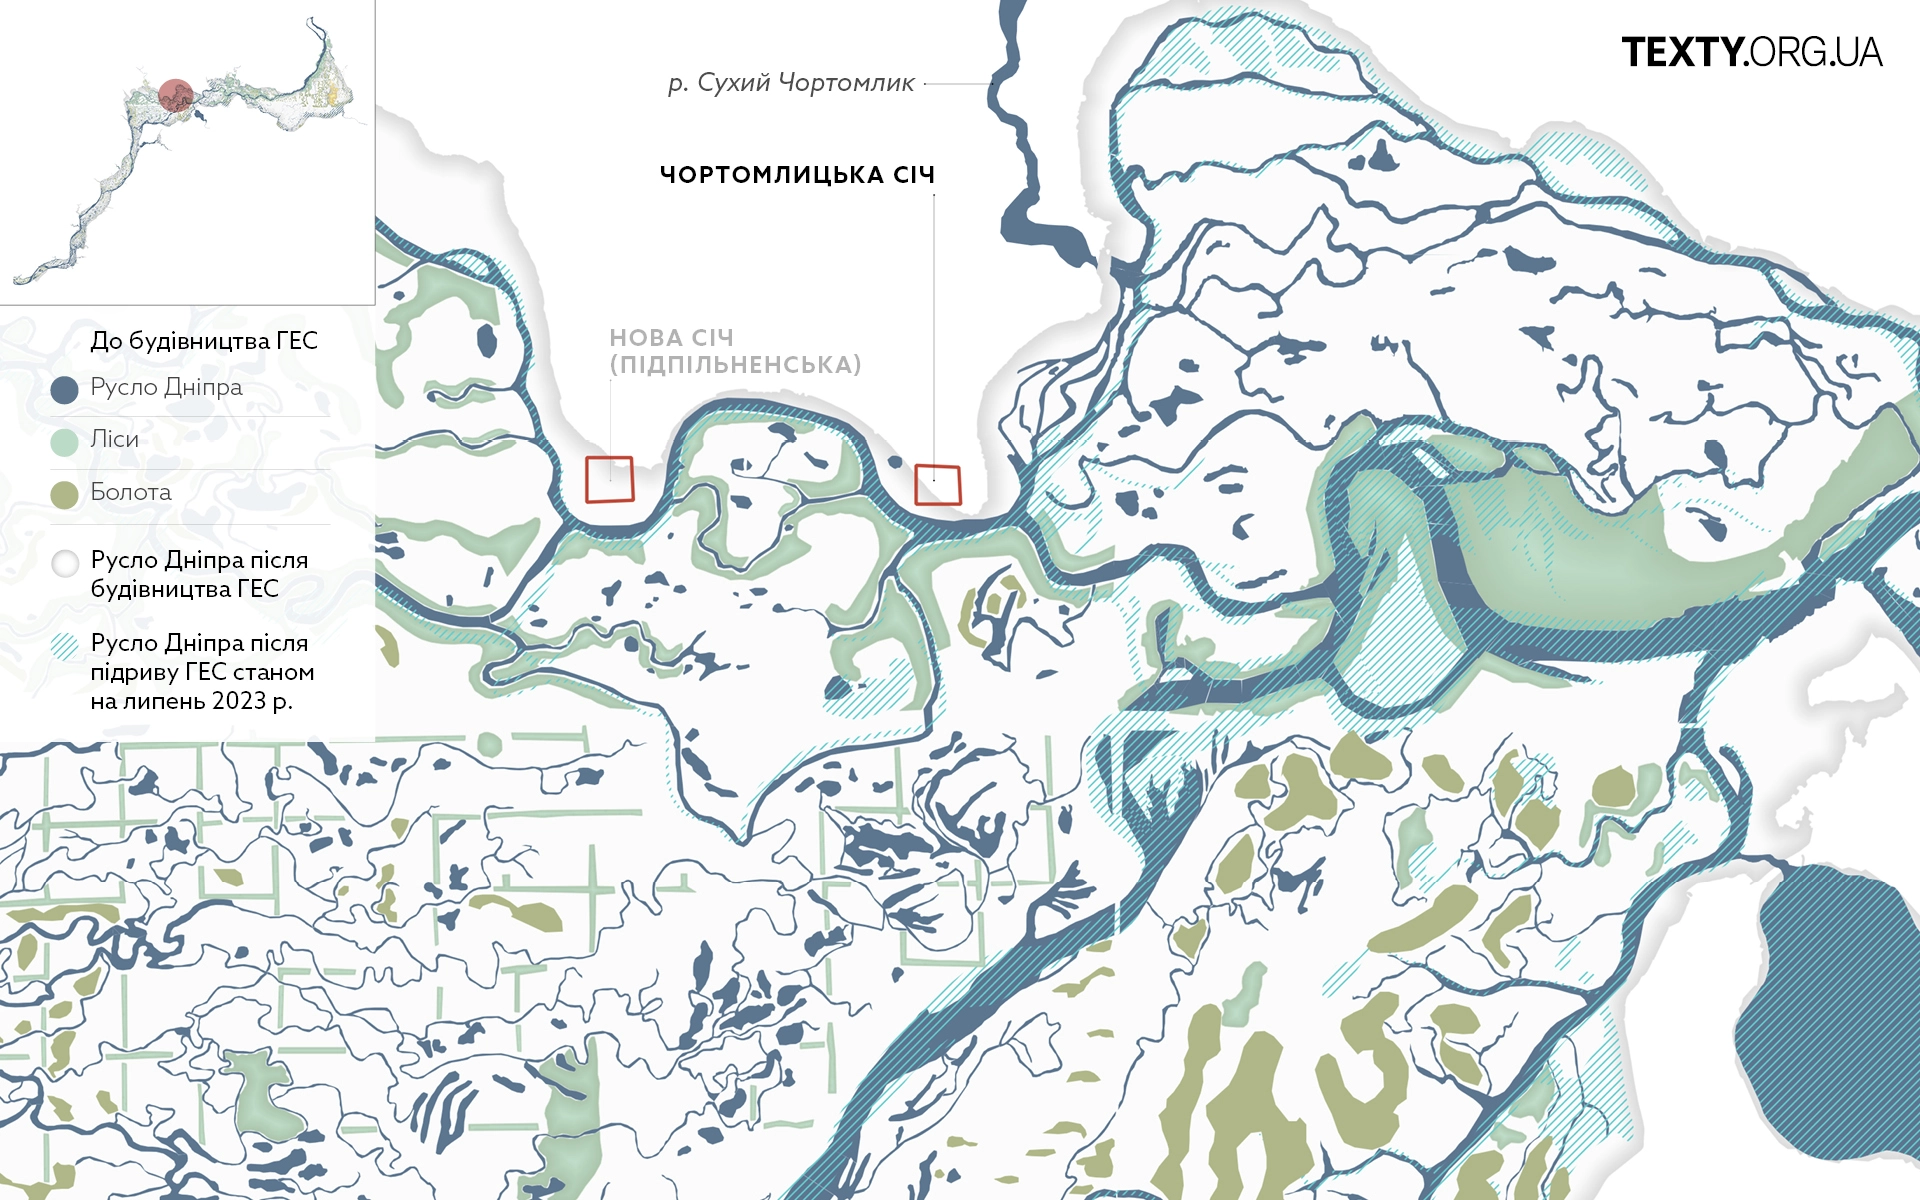 TEXTY.ORG.UA
р. Сухий Чортомлик
ЧОРТОМЛИЦЬКА СІЧ
НОВА СІЧ
(ПІДПІЛЬНЕНСЬКА)
До будівництва ГЕС
Русло Дніпра
Ліси
Болота
Русло Дніпра після
будівництва ГЕС
Русло Дніпра після
підриву ГЕС станом
на липень 2023 р.